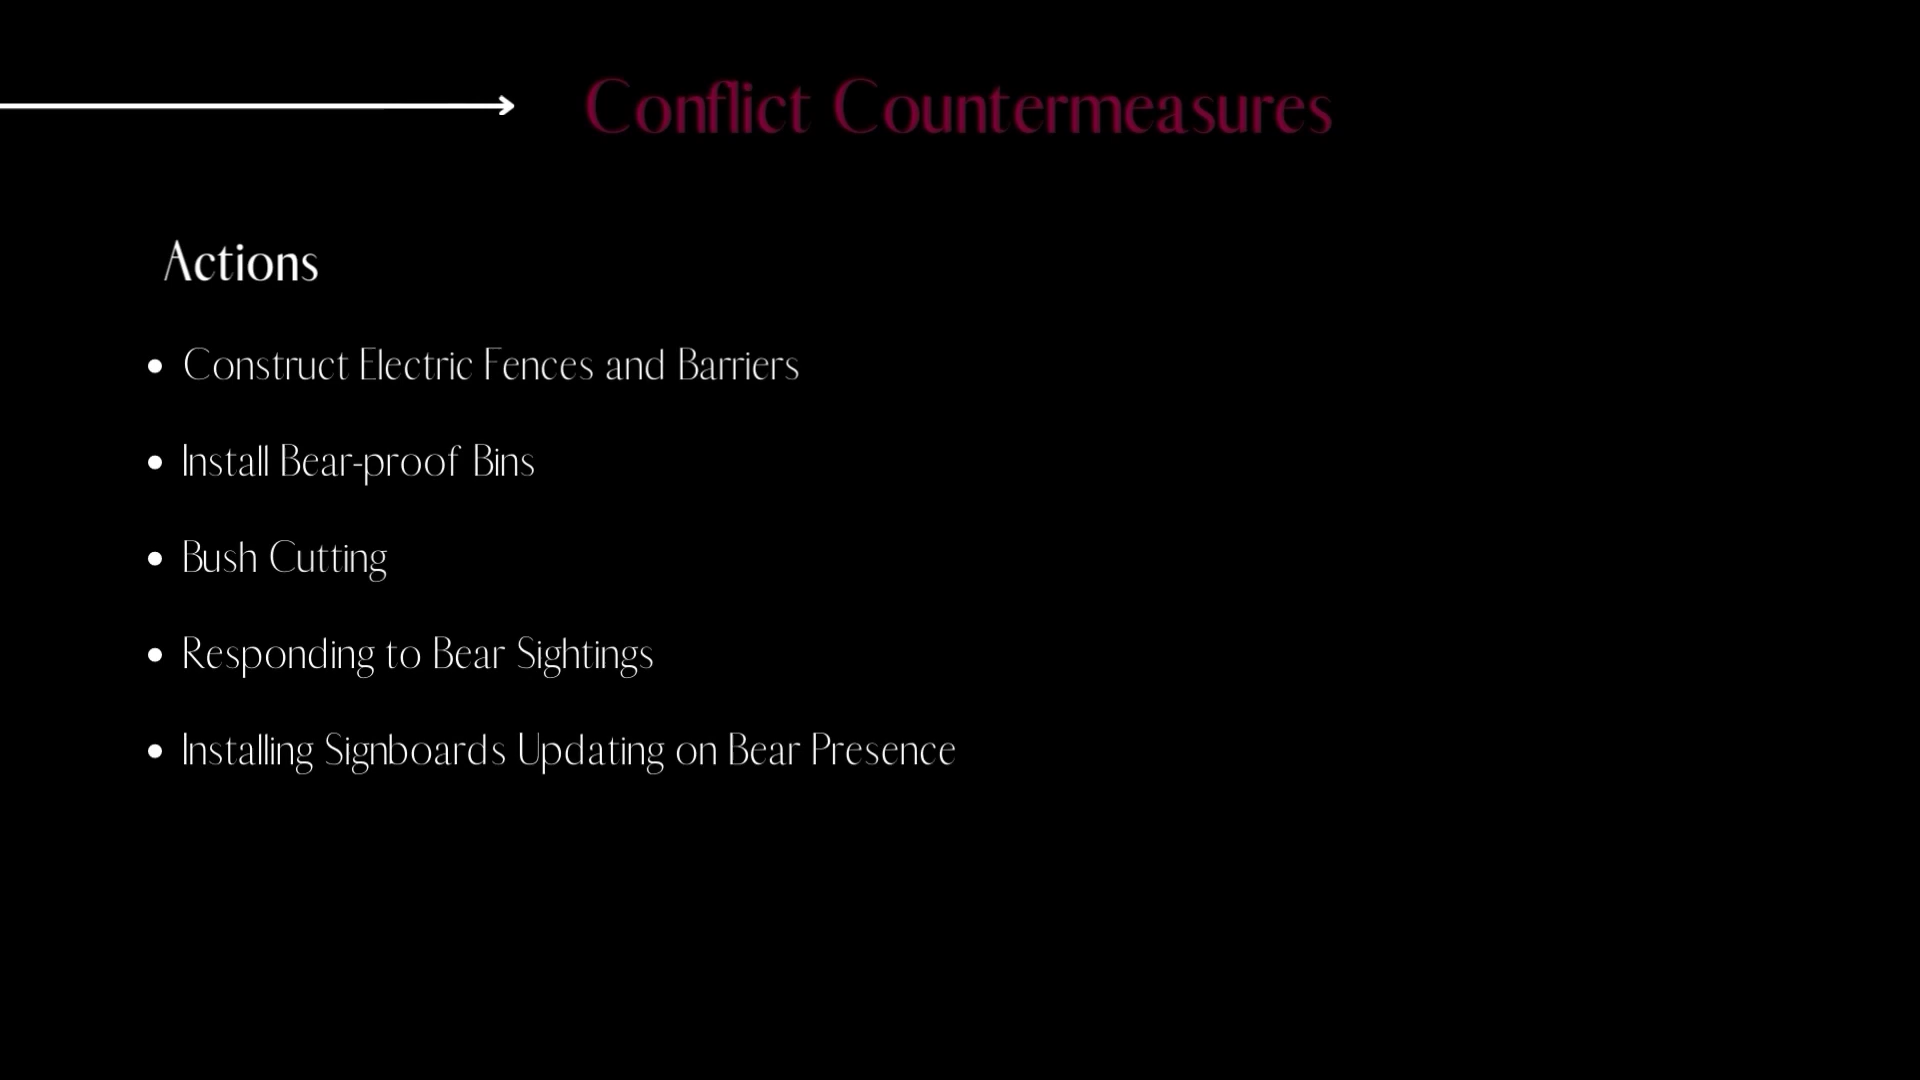 Conflict Countermeasures
Actions
• Construct Electric Fences and Barriers
• Install Bear-proof Bins
• Bush Cutting
• Responding to Bear Sightings
• Installing Signboards Updating on Bear Presence